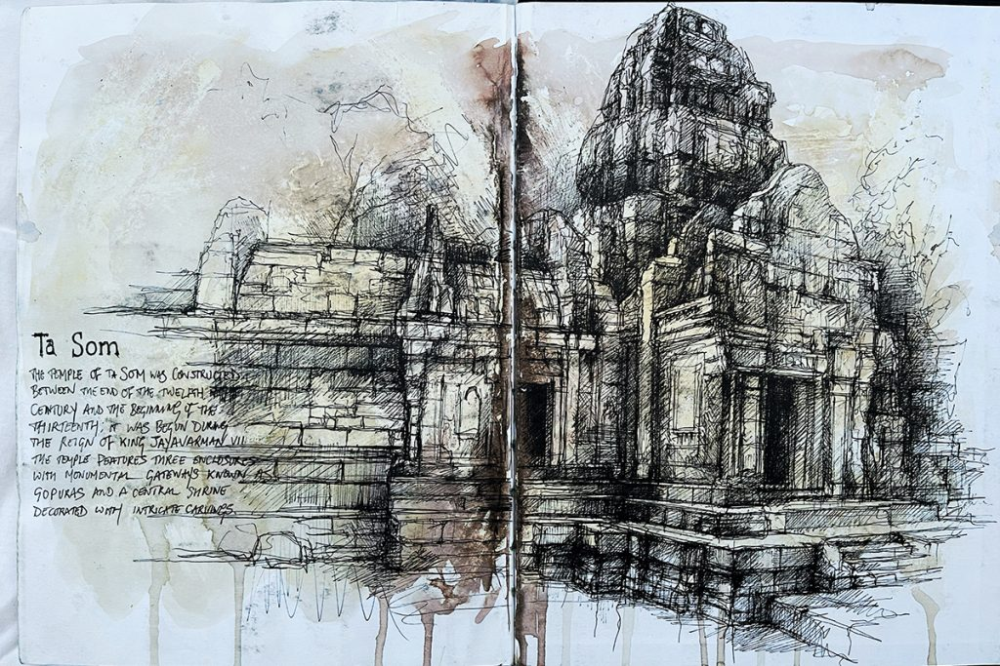 Ta Som
THE TEMPLE OF TA SOM WAS CONSTRUCTED
BETWEEN THE END OF THE TWELFTH
CENTURY AND THE BEGINNING OF THE
THIRTEENTH. IT WAS BEGUN DURING
THE REIGN OF KING JAYAVARMAN VII
THE TEMPLE FEATURES THREE ENCLOSURES
WITH MONUMENTAL GATEWAYS KNOWN AS
GOPURAS AND A CENTRAL SHRINE
DECORATED WITH INTRICATE CARVINGS.